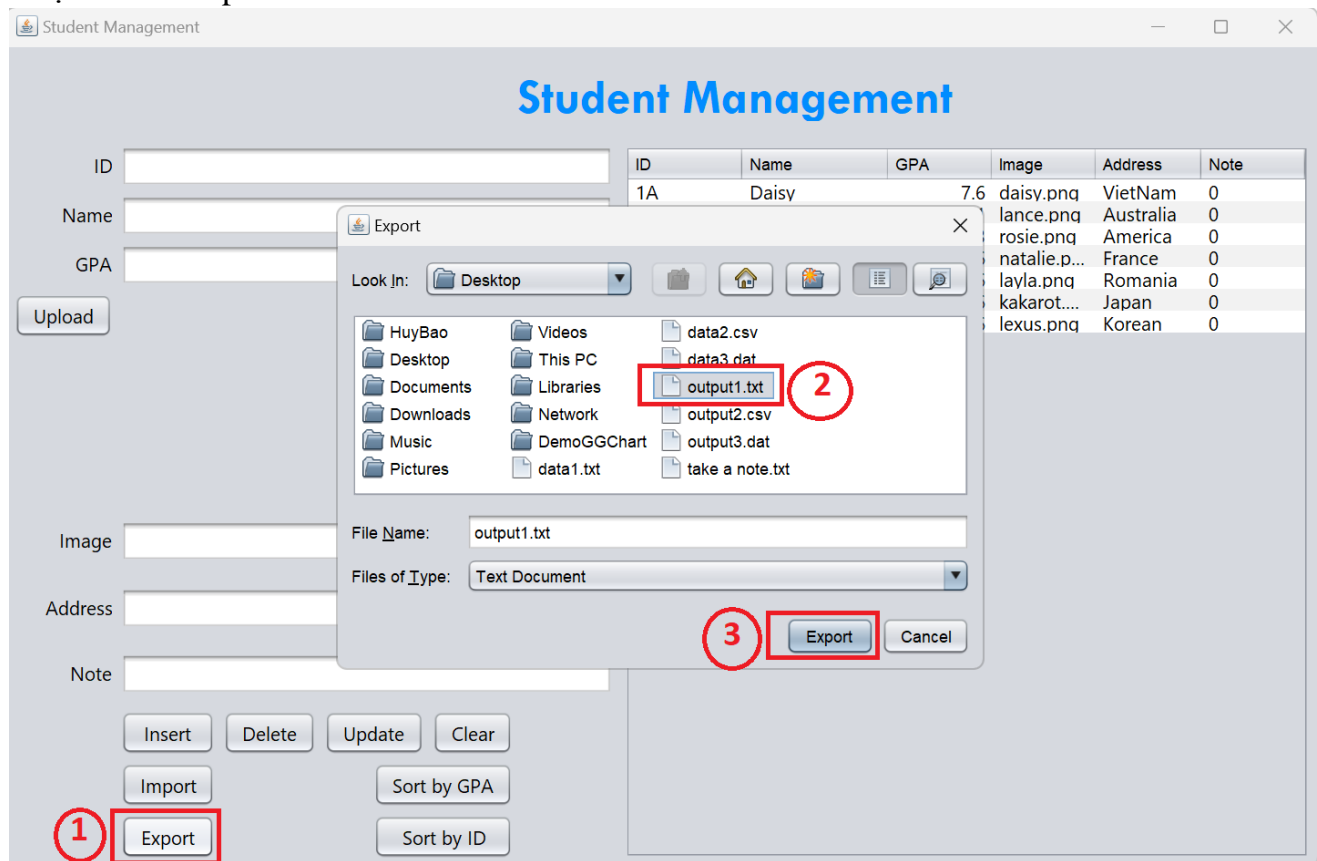 Student Management
Student Management
ID
Name
GPA
Upload
Image
Address
Note
Insert Delete Update Clear
Import Sort by GPA
1 Export Sort by ID
ID Name GPA Image Address Note
1A Daisy 7.6 daisy.png VietNam 0
lance.png Australia 0
rosie.png America 0
natalie.p... France 0
layla.png Romania 0
kakarot.... Japan 0
lexus.png Korean 0
Export
Look In: Desktop
HuyBao Videos data2.csv
Desktop This PC data3.dat
Documents Libraries output1.txt 2
Downloads Network output2.csv
Music DemoGGChart output3.dat
Pictures data1.txt take a note.txt
File Name: output1.txt
Files of Type: Text Document
3 Export Cancel